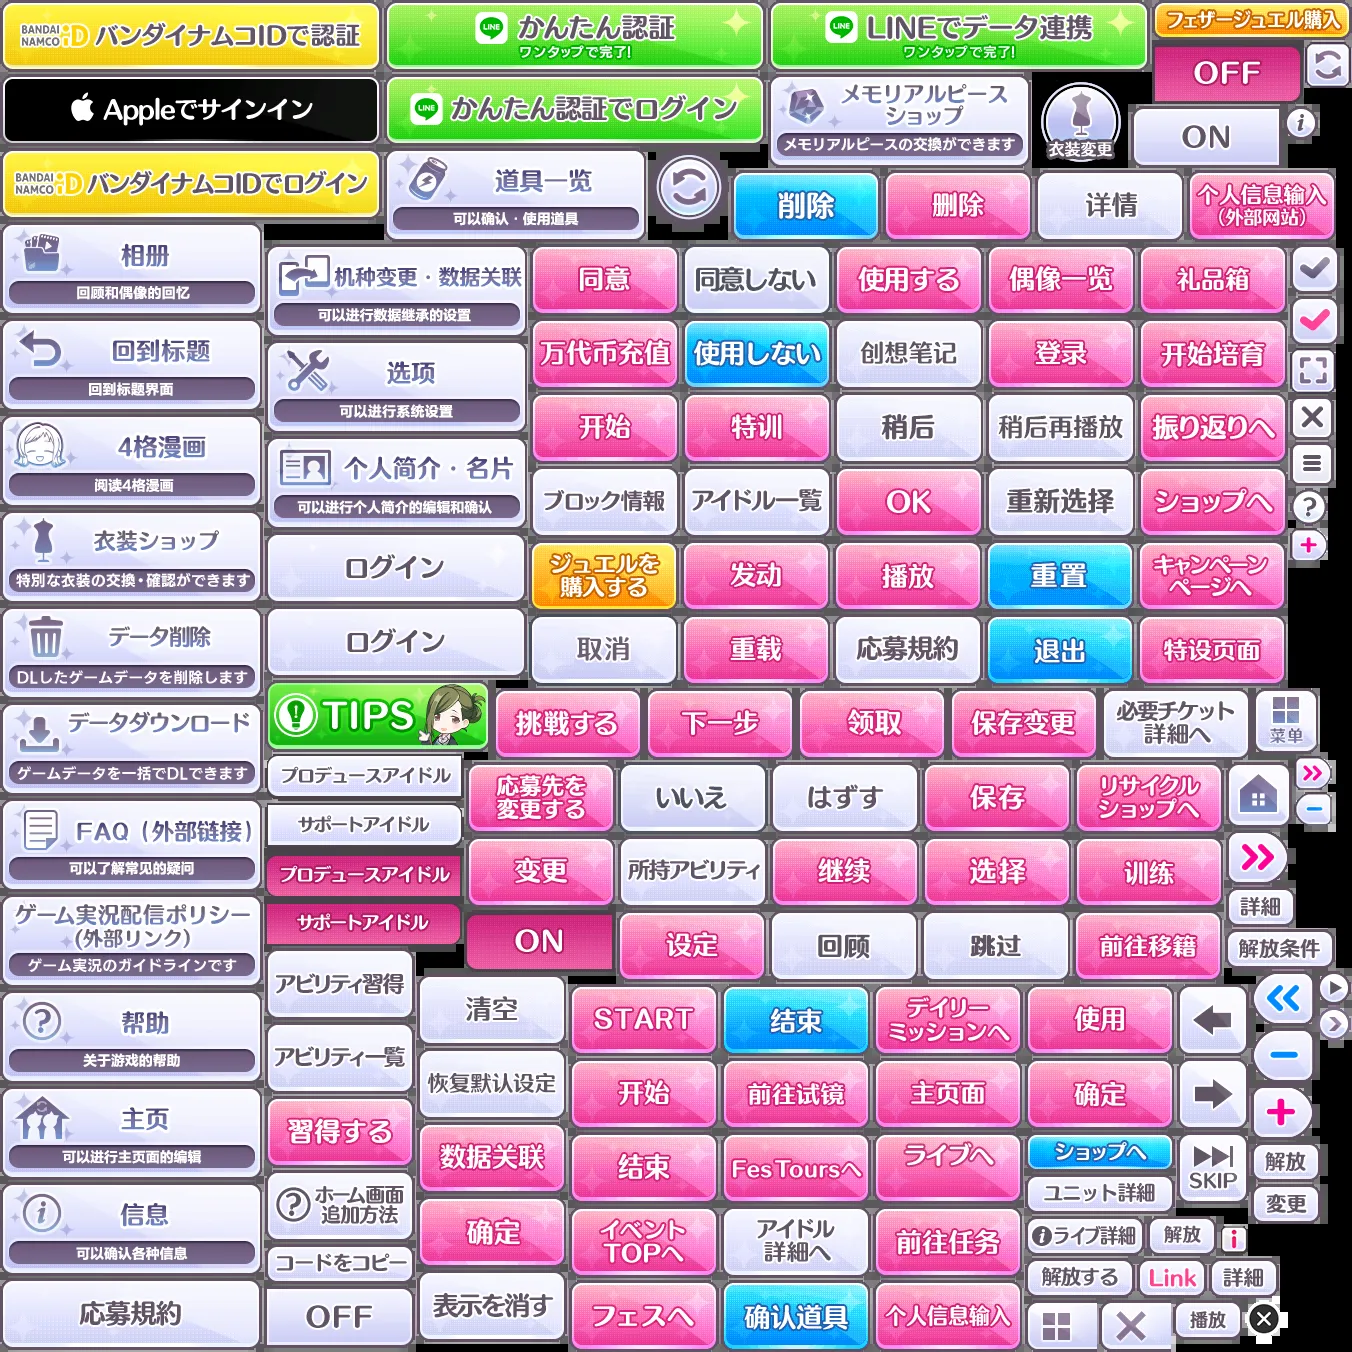 BANDAI NAMCO iD バンダイナムコIDで認証
LINE かんたん認証
ワンタップで完了!
LINE LINEでデータ連携
ワンタップで完了!
フェザージュエル購入
OFF
Appleでサインイン
LINE かんたん認証でログイン
メモリアルピース
ショップ
メモリアルピースの交換ができます
衣装変更
ON
i
BANDAI NAMCO iD バンダイナムコIDでログイン
道具一览
可以确认・使用道具
削除
删除
详情
个人信息输入
(外部网站)
相册
回顾和偶像的回忆
机种变更・数据关联
可以进行数据继承的设置
同意
同意しない
使用する
偶像一览
礼品箱
回到标题
回到标题界面
选项
可以进行系统设置
万代币充值
使用しない
创想笔记
登录
开始培育
4格漫画
阅读4格漫画
个人简介・名片
可以进行个人简介的编辑和确认
开始
特训
稍后
稍后再播放
振り返りへ
ブロック情報
アイドル一覧
OK
重新选择
ショップへ
?
衣装ショップ
特別な衣装の交換・確認ができます
ログイン
ジュエルを
購入する
发动
播放
重置
キャンペーン
ページへ
+
データ削除
DLしたゲームデータを削除します
ログイン
取消
重载
応募規約
退出
特设页面
データダウンロード
ゲームデータを一括でDLできます
TIPS
挑戦する
下一步
领取
保存变更
必要チケット
詳細へ
菜单
プロデュースアイドル
サポートアイドル
応募先を
変更する
いいえ
はずす
保存
リサイクル
ショップへ
FAQ（外部链接）
可以了解常见的疑问
プロデュースアイドル
サポートアイドル
变更
所持アビリティ
继续
选择
训练
詳細
ゲーム実況配信ポリシー
(外部リンク)
ゲーム実況のガイドラインです
ON
设定
回顾
跳过
前往移籍
解放条件
帮助
关于游戏的帮助
アビリティ習得
清空
START
结束
デイリー
ミッションへ
使用
アビリティ一覧
恢复默认设定
开始
前往试镜
主页面
确定
主页
可以进行主页面的编辑
習得する
数据关联
结束
FesToursへ
ライブへ
ショップへ
ユニット詳細
SKIP
解放
変更
信息
可以确认各种信息
?
ホーム画面
追加方法
确定
イベント
TOPへ
アイドル
詳細へ
前往任务
iライブ詳細
解放
i
コードをコピー
解放する
Link
詳細
応募規約
OFF
表示を消す
フェスへ
确认道具
个人信息输入
播放